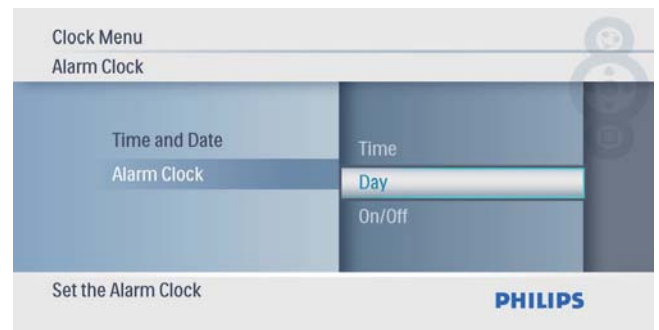 Clock Menu
Alarm Clock
Time and Date
Alarm Clock
Time
Day
On/Off
Set the Alarm Clock
PHILIPS